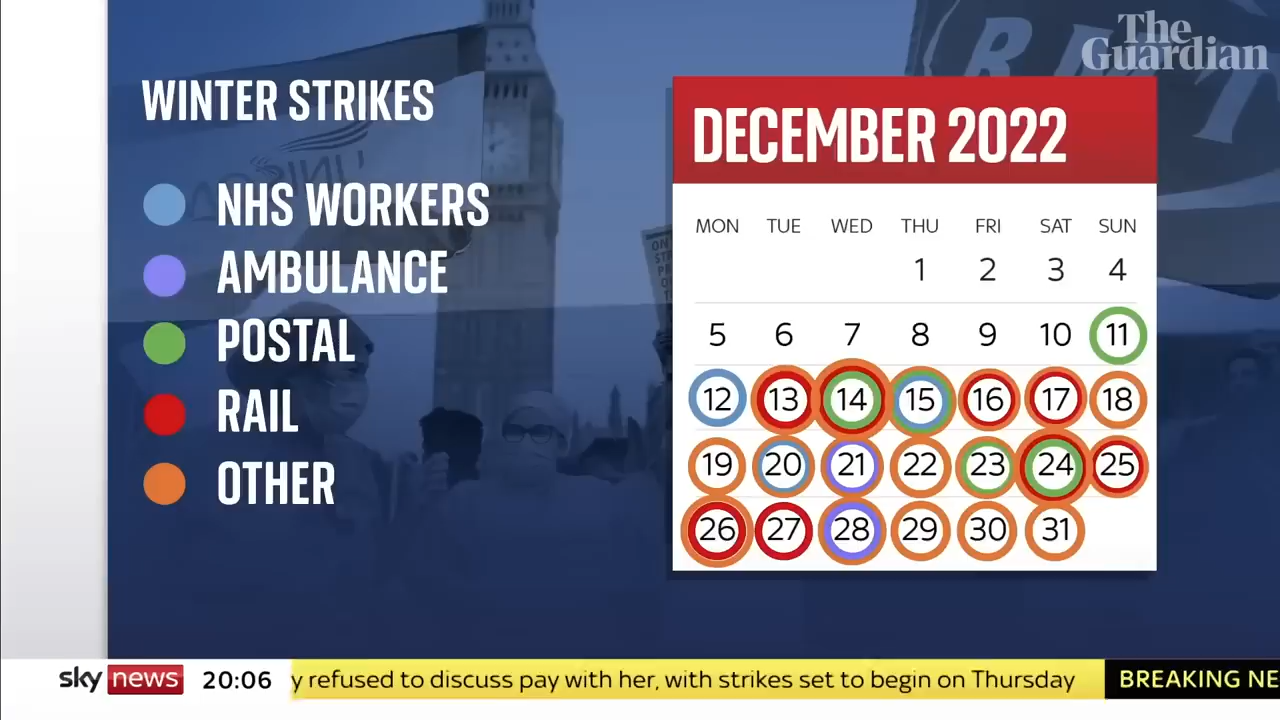 The
Guardian
RMT
WINTER STRIKES
NHS WORKERS
AMBULANCE
POSTAL
RAIL
OTHER
DECEMBER 2022
MON TUE WED THU FRI SAT SUN
1 2 3 4
5 6 7 8 9 10 11
12 13 14 15 16 17 18
19 20 21 22 23 24 25
26 27 28 29 30 31
sky news 20:06 y refused to discuss pay with her, with strikes set to begin on Thursday BREAKING NE